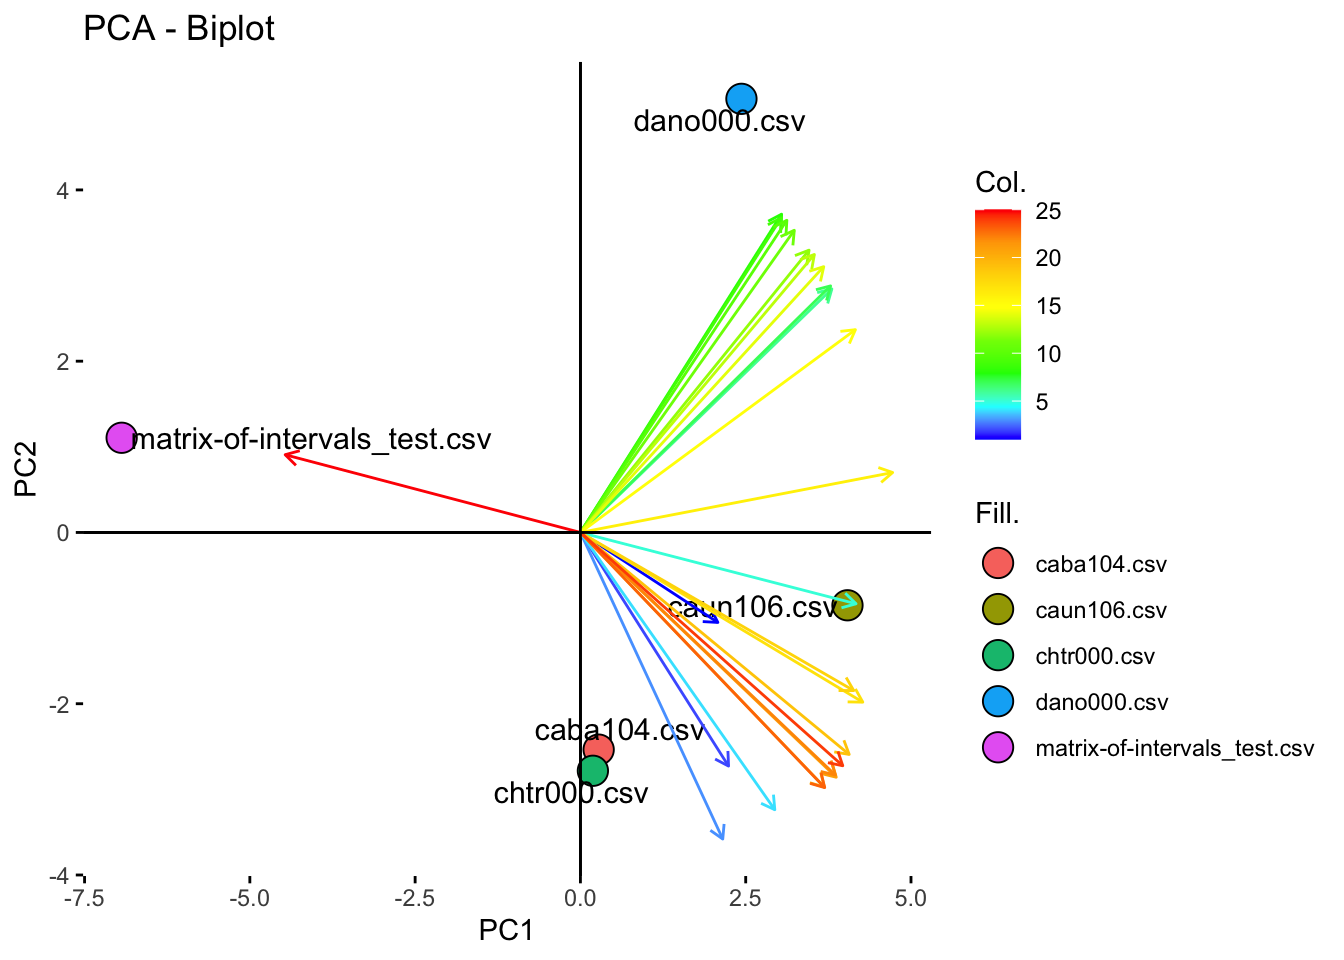 PCA - Biplot
dano000.csv
matrix-of-intervals_test.csv
caun106.csv
caba104.csv
chtr000.csv
PC2
4
2
0
-2
-4
-7.5
-5.0
-2.5
0.0
2.5
5.0
PC1
Col.
25
20
15
10
5
Fill.
caba104.csv
caun106.csv
chtr000.csv
dano000.csv
matrix-of-intervals_test.csv